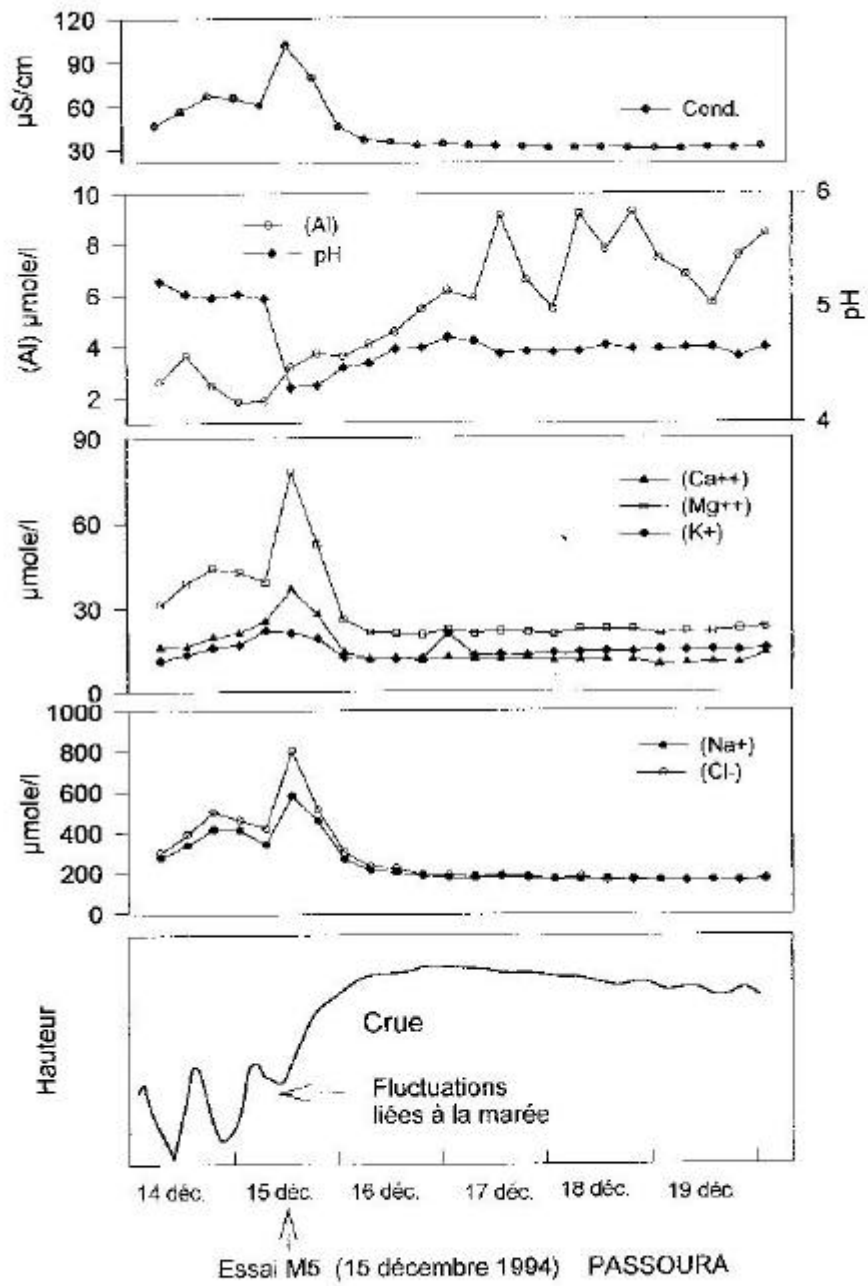 120
90
60
30
µS/cm
Cond.
10
8
6
4
2
(Al) µmole/l
(Al)
pH
6
5
4
pH
90
60
30
0
µmole/l
(Ca++)
(Mg++)
(K+)
1000
800
600
400
200
0
µmole/l
(Na+)
(Cl-)
Hauteur
Crue
Fluctuations
liées à la marée
14 déc. 15 déc. 16 déc. 17 déc. 18 déc. 19 déc.
Essai M5 (15 décembre 1994) PASSOURA